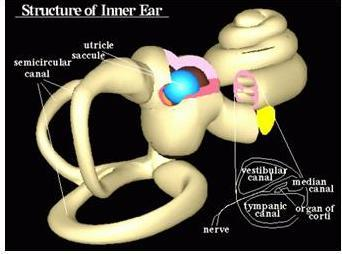 Structure of Inner Ear
utricle
saccule
semicircular
canal
vestibular
canal
median
canal
tympanic
canal
organ of
corti
nerve